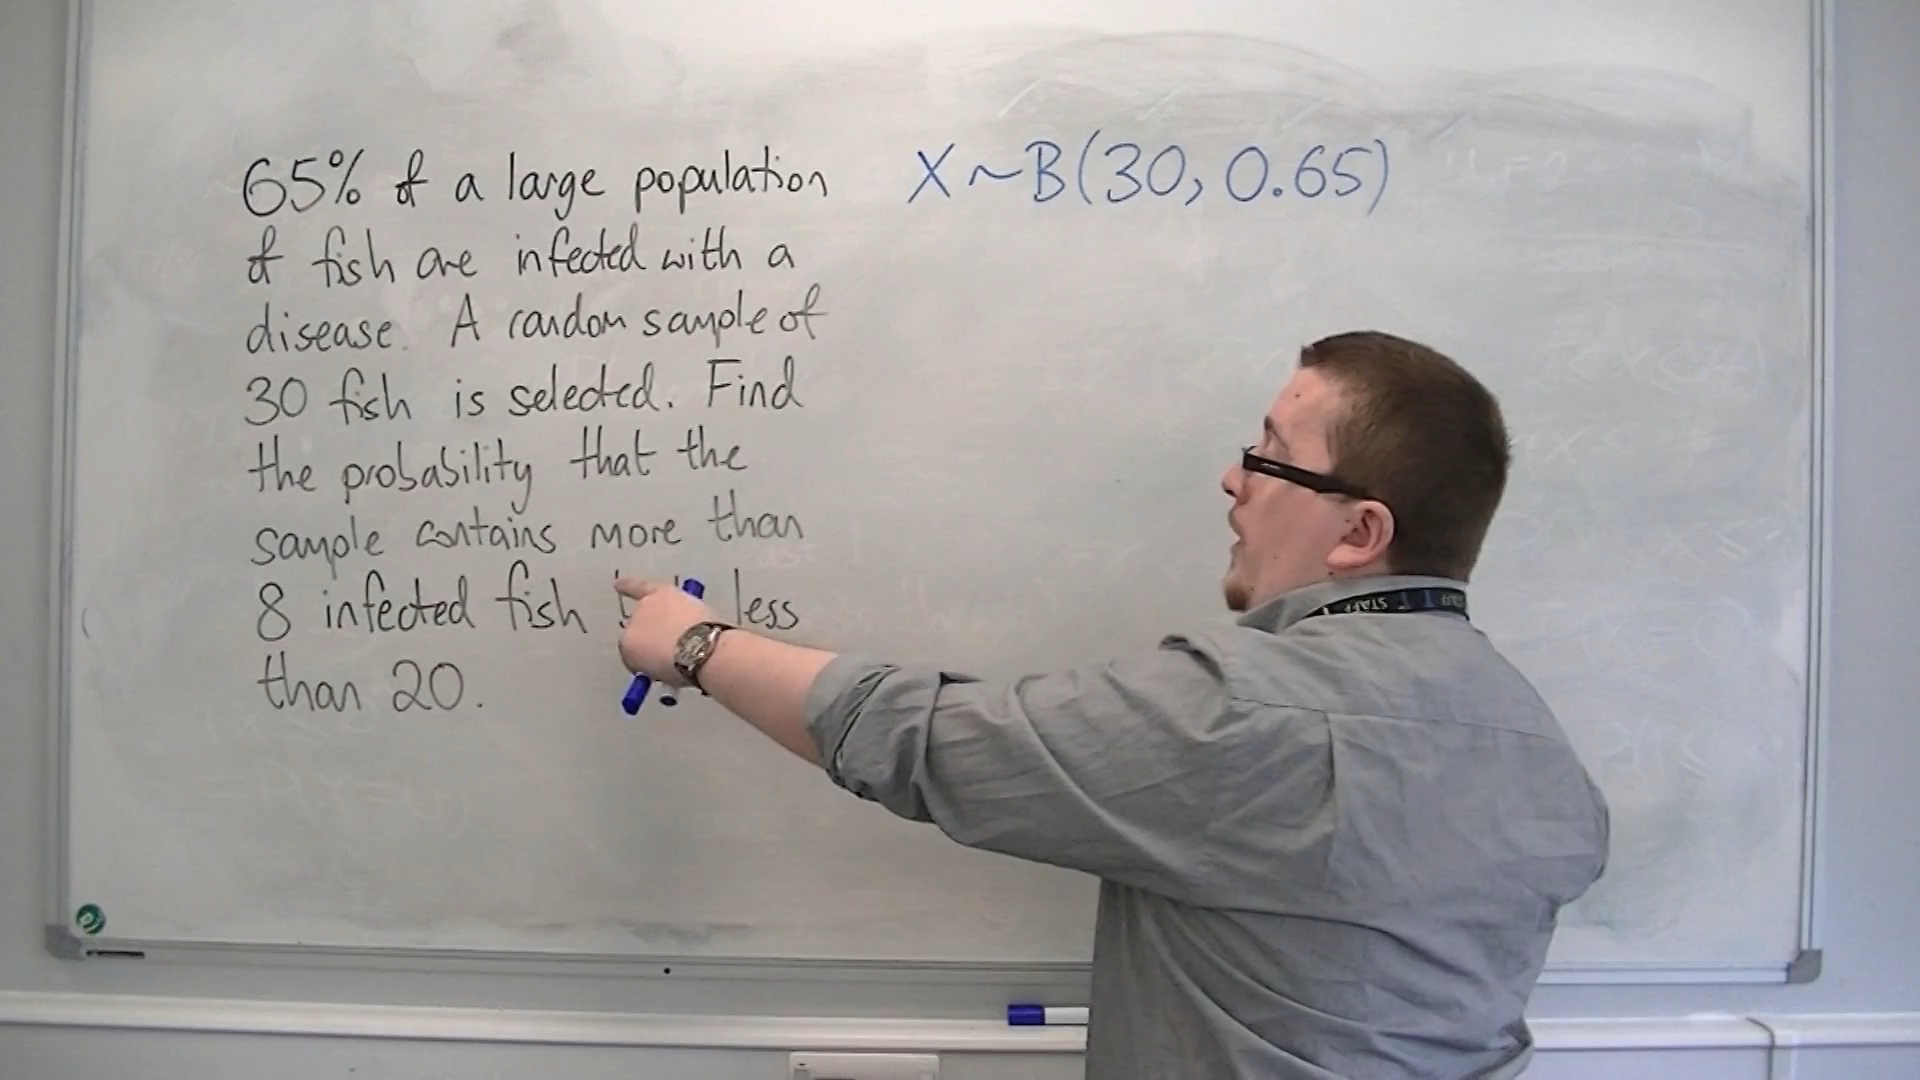 65% of a large population
of fish are infected with a
disease. A random sample of
30 fish is selected. Find
the probability that the
sample contains more than
8 infected fish less
than 20.
X ~ B(30, 0.65)
STAFF